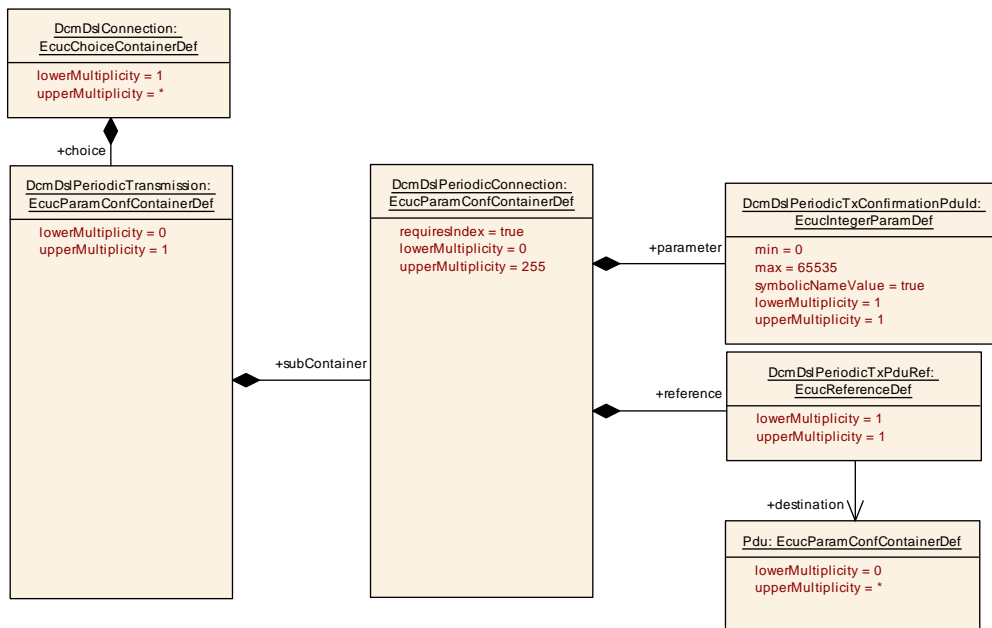 DcmDslConnection:
EcucChoiceContainerDef
lowerMultiplicity = 1
upperMultiplicity = *
+choice
DcmDslPeriodicTransmission:
EcucParamConfContainerDef
lowerMultiplicity = 0
upperMultiplicity = 1
+subContainer
DcmDslPeriodicConnection:
EcucParamConfContainerDef
requiresIndex = true
lowerMultiplicity = 0
upperMultiplicity = 255
+parameter
DcmDslPeriodicTxConfirmationPduId:
EcucIntegerParamDef
min = 0
max = 65535
symbolicNameValue = true
lowerMultiplicity = 1
upperMultiplicity = 1
+reference
DcmDslPeriodicTxPduRef:
EcucReferenceDef
lowerMultiplicity = 1
upperMultiplicity = 1
+destination
Pdu: EcucParamConfContainerDef
lowerMultiplicity = 0
upperMultiplicity = *